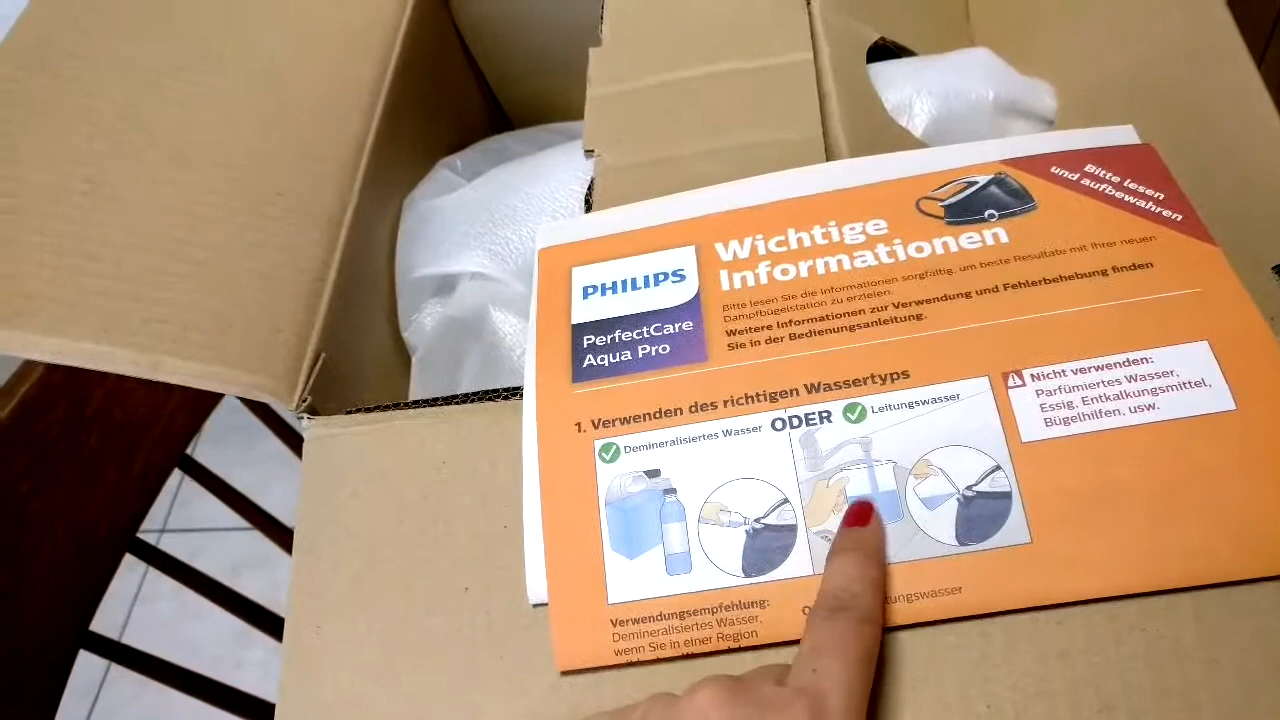 Bitte lesen
und aufbewahren
Wichtige
Informationen
PHILIPS
PerfectCare
Aqua Pro
Bitte lesen Sie die Informationen sorgfältig, um beste Resultate mit Ihrer neuen
Dampfbügelstation zu erzielen.
Weitere Informationen zur Verwendung und Fehlerbehebung finden
Sie in der Bedienungsanleitung.
1. Verwenden des richtigen Wassertyps
Demineralisiertes Wasser
ODER
Leitungswasser
Nicht verwenden:
Parfümiertes Wasser,
Essig, Entkalkungsmittel,
Bügelhilfen, usw.
Verwendungsempfehlung:
Demineralisiertes Wasser,
wenn Sie in einer Region